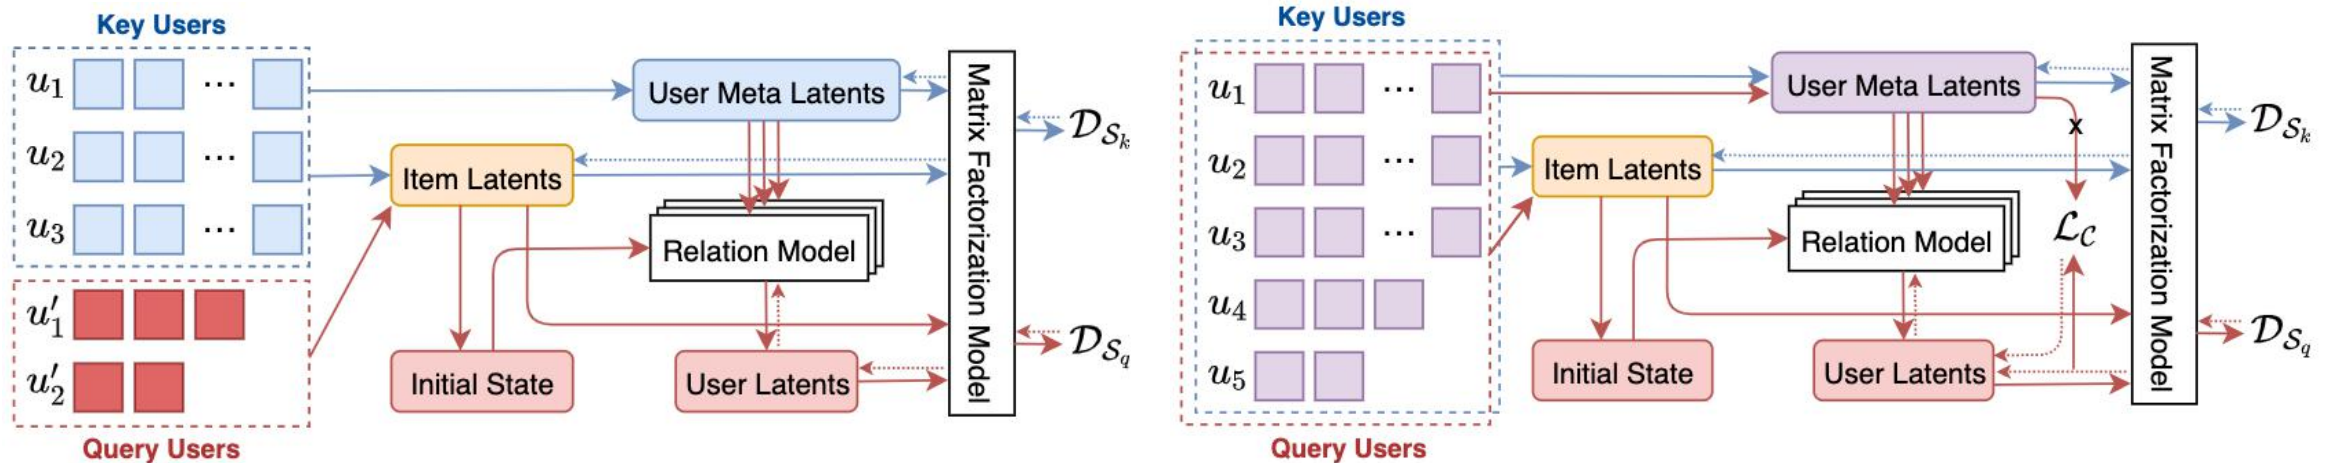 Key Users
u₁ ...
u₂ ...
u₃ ...
u′₁
u′₂
Query Users
User Meta Latents
Item Latents
Relation Model
Initial State
User Latents
Matrix Factorization Model
𝒟_{𝒮_k}
𝒟_{𝒮_q}
Key Users
u₁ ...
u₂ ...
u₃ ...
u₄
u₅
Query Users
User Meta Latents
x
Item Latents
Relation Model
ℒ_𝒞
Initial State
User Latents
Matrix Factorization Model
𝒟_{𝒮_k}
𝒟_{𝒮_q}